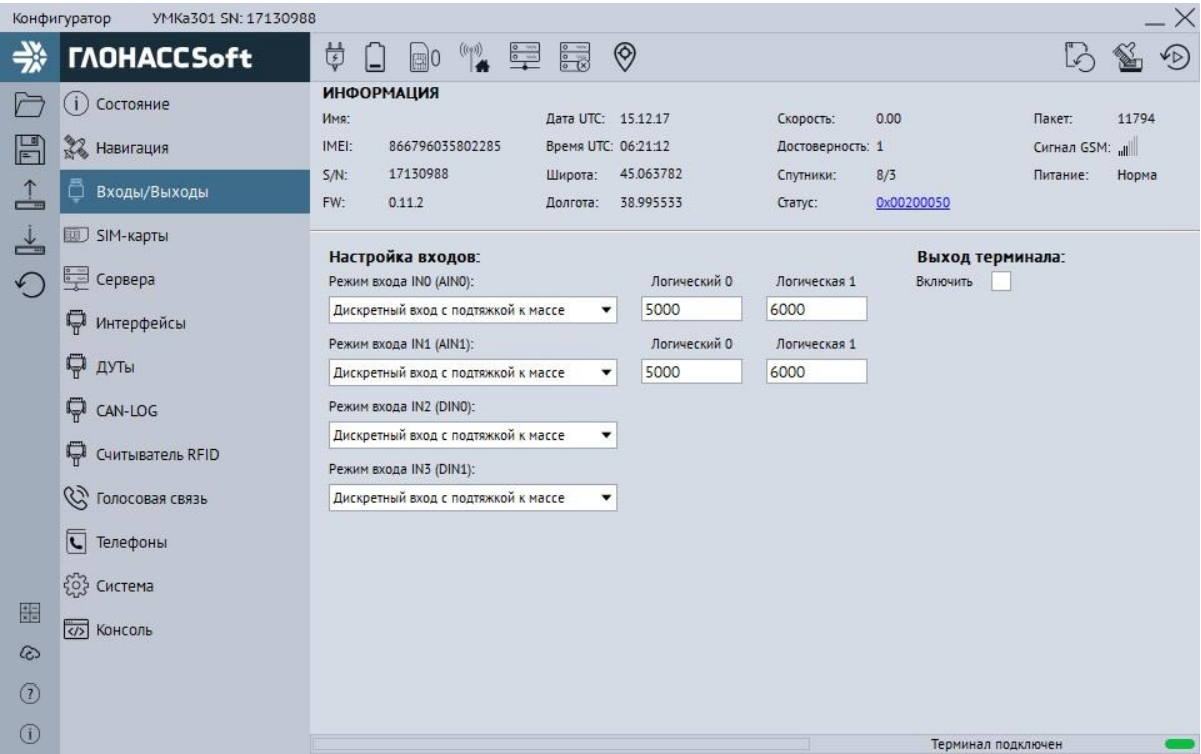 Конфигуратор УМКа301 SN: 17130988
ГЛОНАССSoft
0
Состояние
Навигация
Входы/Выходы
SIM-карты
Сервера
Интерфейсы
ДУТы
CAN-LOG
Считыватель RFID
Голосовая связь
Телефоны
Система
Консоль
ИНФОРМАЦИЯ
Имя: Дата UTC: 15.12.17 Скорость: 0.00 Пакет: 11794
IMEI: 866796035802285 Время UTC: 06:21:12 Достоверность: 1 Сигнал GSM:
S/N: 17130988 Широта: 45.063782 Спутники: 8/3 Питание: Норма
FW: 0.11.2 Долгота: 38.995533 Статус: 0x00200050
Настройка входов: Выход терминала:
Режим входа IN0 (AIN0): Логический 0 Логическая 1 Включить
Дискретный вход с подтяжкой к массе 5000 6000
Режим входа IN1 (AIN1): Логический 0 Логическая 1
Дискретный вход с подтяжкой к массе 5000 6000
Режим входа IN2 (DIN0):
Дискретный вход с подтяжкой к массе
Режим входа IN3 (DIN1):
Дискретный вход с подтяжкой к массе
Терминал подключен